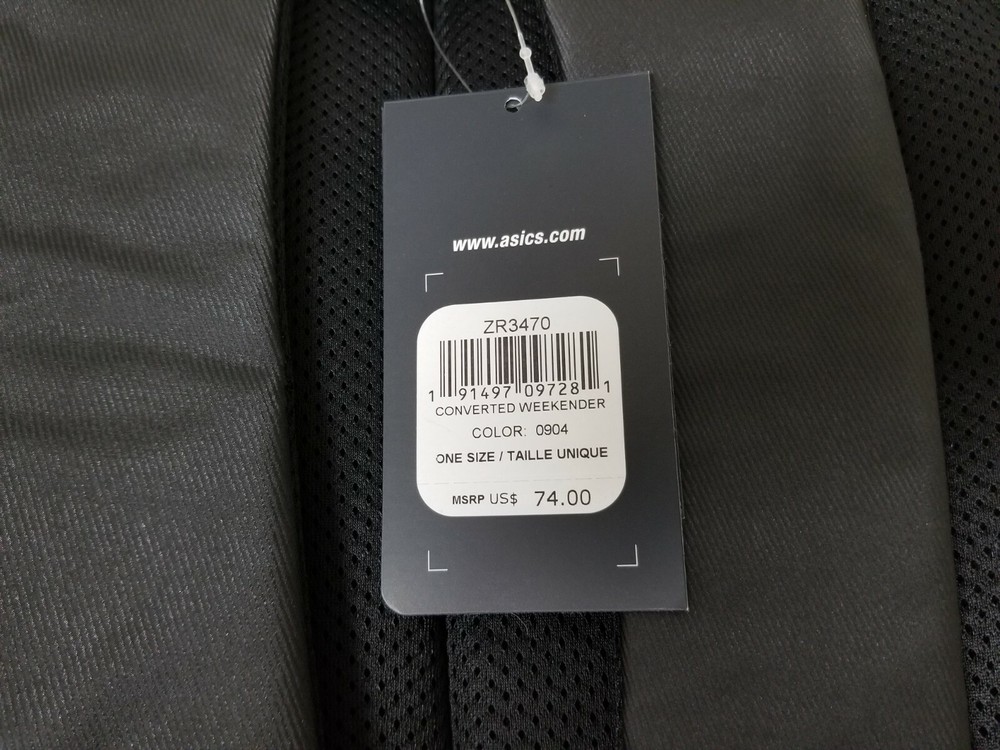 www.asics.com
ZR3470
1 91497 09728 1
CONVERTED WEEKENDER
COLOR: 0904
ONE SIZE / TAILLE UNIQUE
MSRP US$ 74.00